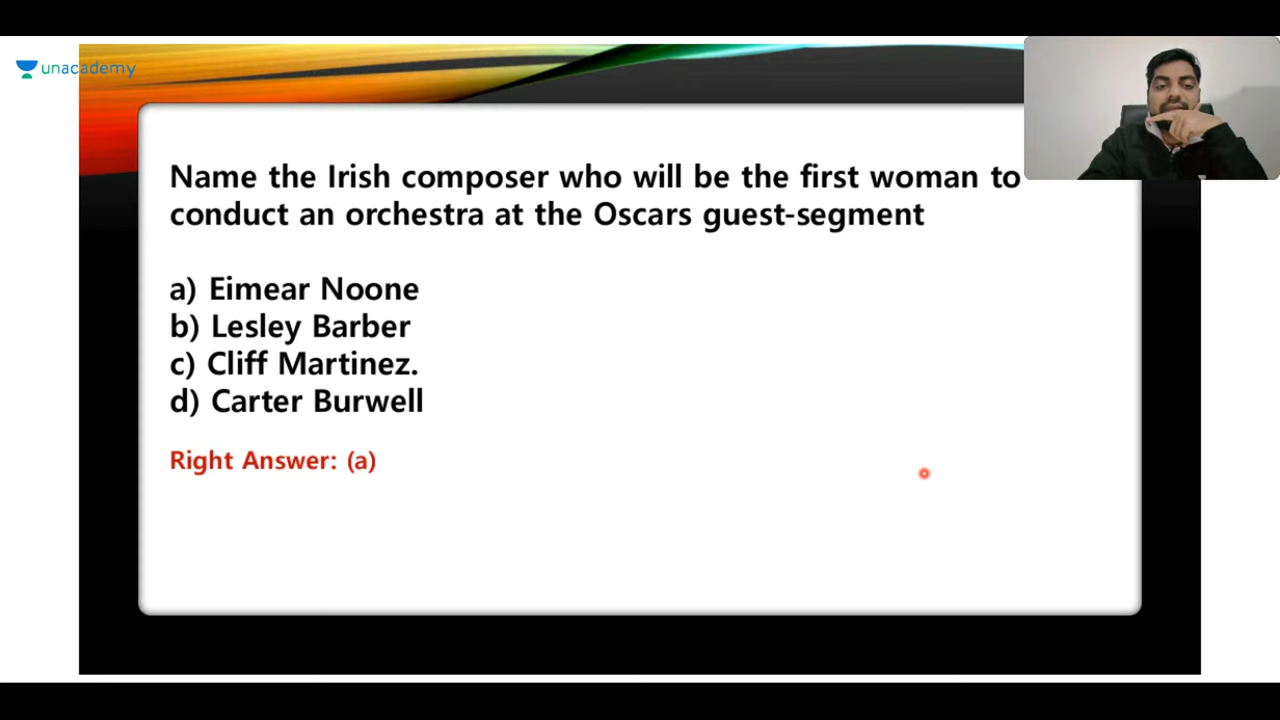 unacademy
Name the Irish composer who will be the first woman to
conduct an orchestra at the Oscars guest-segment
a) Eimear Noone
b) Lesley Barber
c) Cliff Martinez.
d) Carter Burwell
Right Answer: (a)